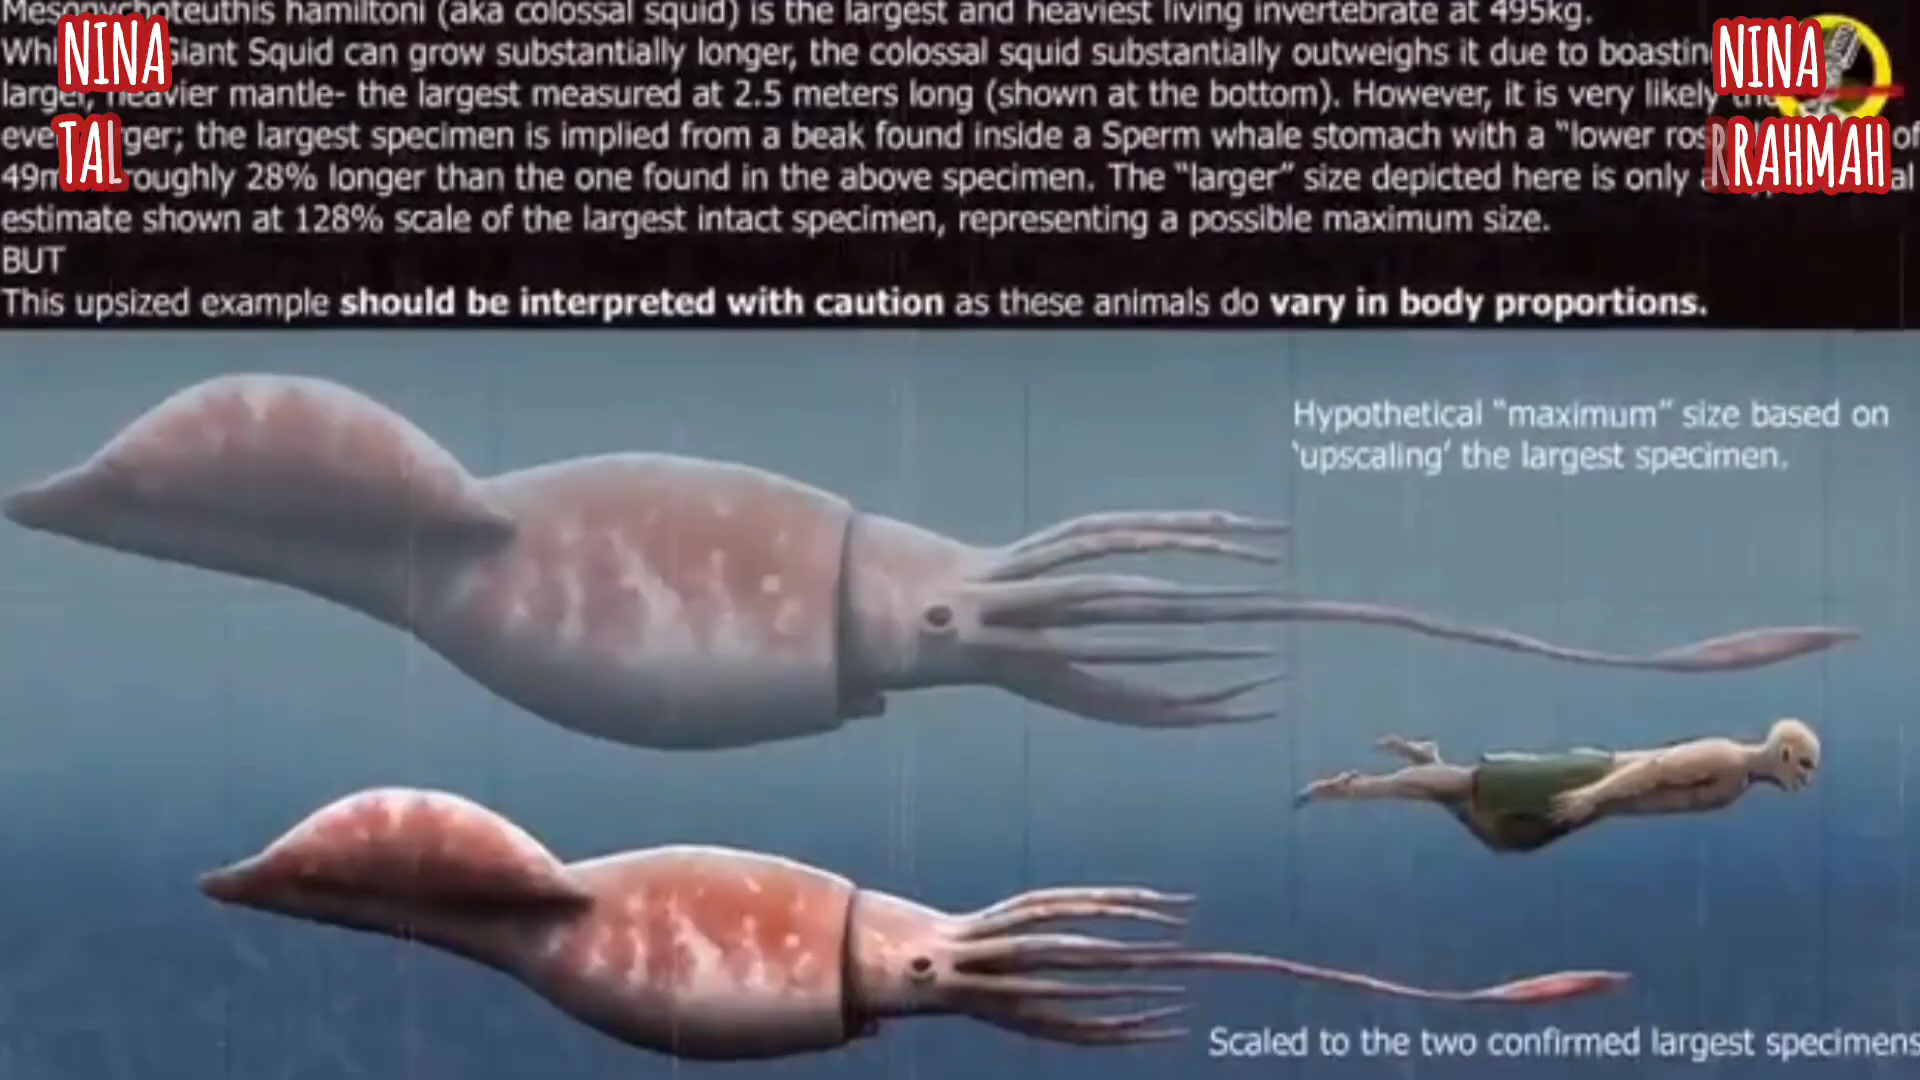 Mesonychoteuthis hamiltoni (aka colossal squid) is the largest and heaviest living invertebrate at 495kg.
Giant Squid can grow substantially longer, the colossal squid substantially outweighs it due to boasting
larger, heavier mantle- the largest measured at 2.5 meters long (shown at the bottom). However, it is very likely
the largest specimen is implied from a beak found inside a Sperm whale stomach with a "lower of
roughly 28% longer than the one found in the above specimen. The "larger" size depicted here is only
estimate shown at 128% scale of the largest intact specimen, representing a possible maximum size.
BUT
This upsized example should be interpreted with caution as these animals do vary in body proportions.
NINA
TAL
NINA
RRAHMAH
Hypothetical "maximum" size based on
'upscaling' the largest specimen.
Scaled to the two confirmed largest specimens